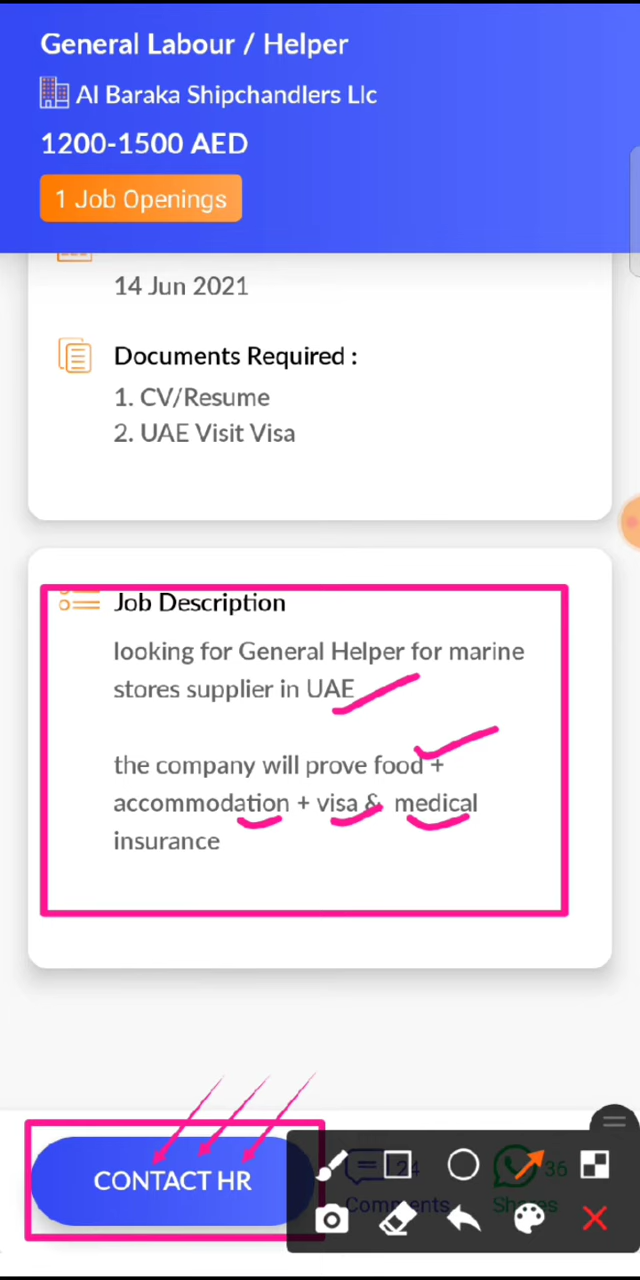 General Labour / Helper
Al Baraka Shipchandlers Llc
1200-1500 AED
1 Job Openings
14 Jun 2021
Documents Required :
1. CV/Resume
2. UAE Visit Visa
Job Description
looking for General Helper for marine
stores supplier in UAE
the company will prove food +
accommodation + visa & medical
insurance
CONTACT HR
36
Comments